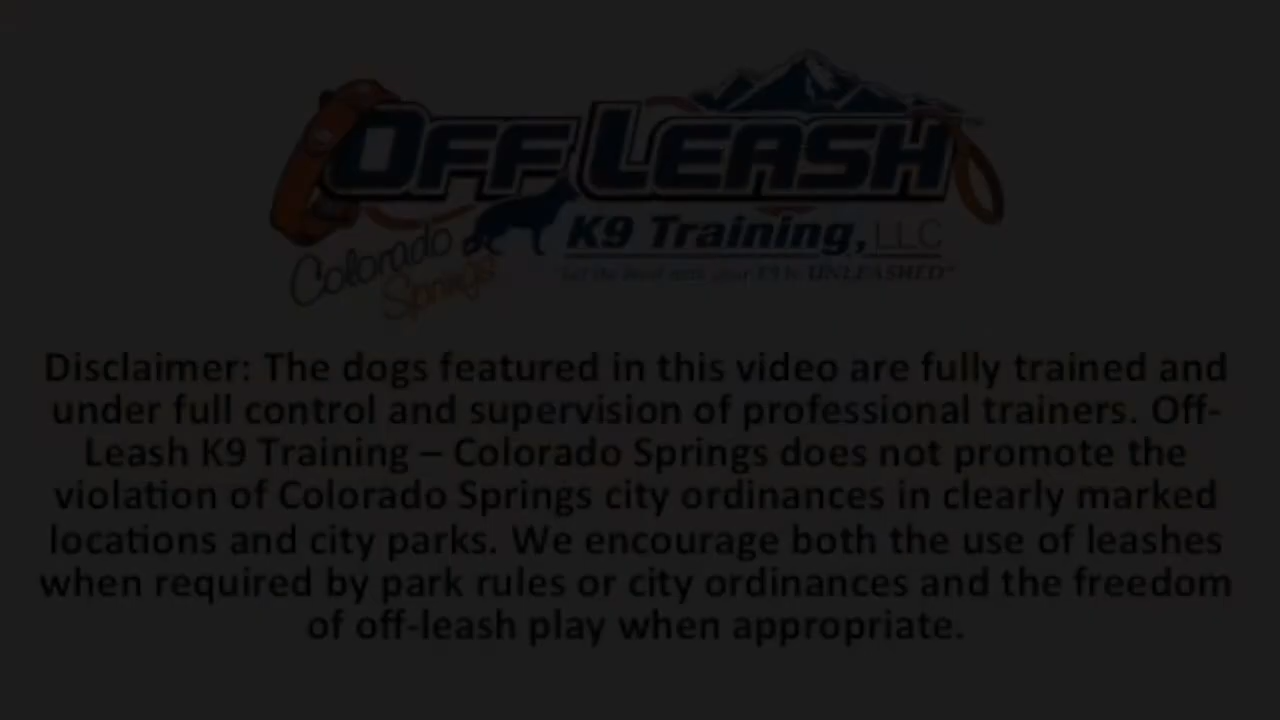 OFF LEASH
K9 Training, LLC
Colorado
Springs
UNLEASHED
Disclaimer: The dogs featured in this video are fully trained and
under full control and supervision of professional trainers. Off-
Leash K9 Training – Colorado Springs does not promote the
violation of Colorado Springs city ordinances in clearly marked
locations and city parks. We encourage both the use of leashes
when required by park rules or city ordinances and the freedom
of off-leash play when appropriate.